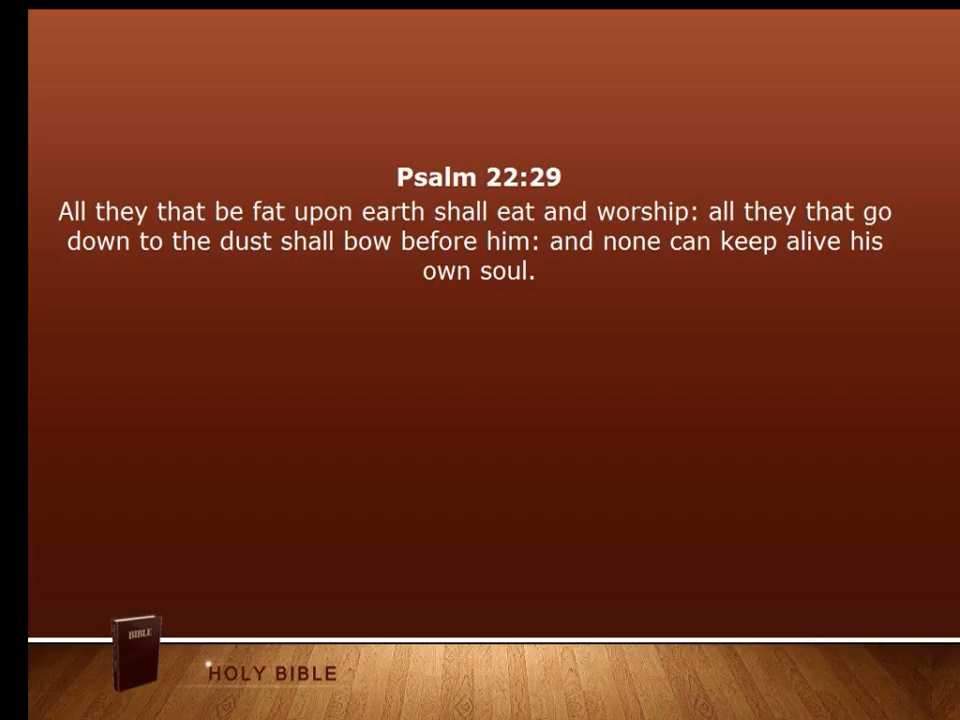 Psalm 22:29
All they that be fat upon earth shall eat and worship: all they that go
down to the dust shall bow before him: and none can keep alive his
own soul.
BIBLE
HOLY BIBLE